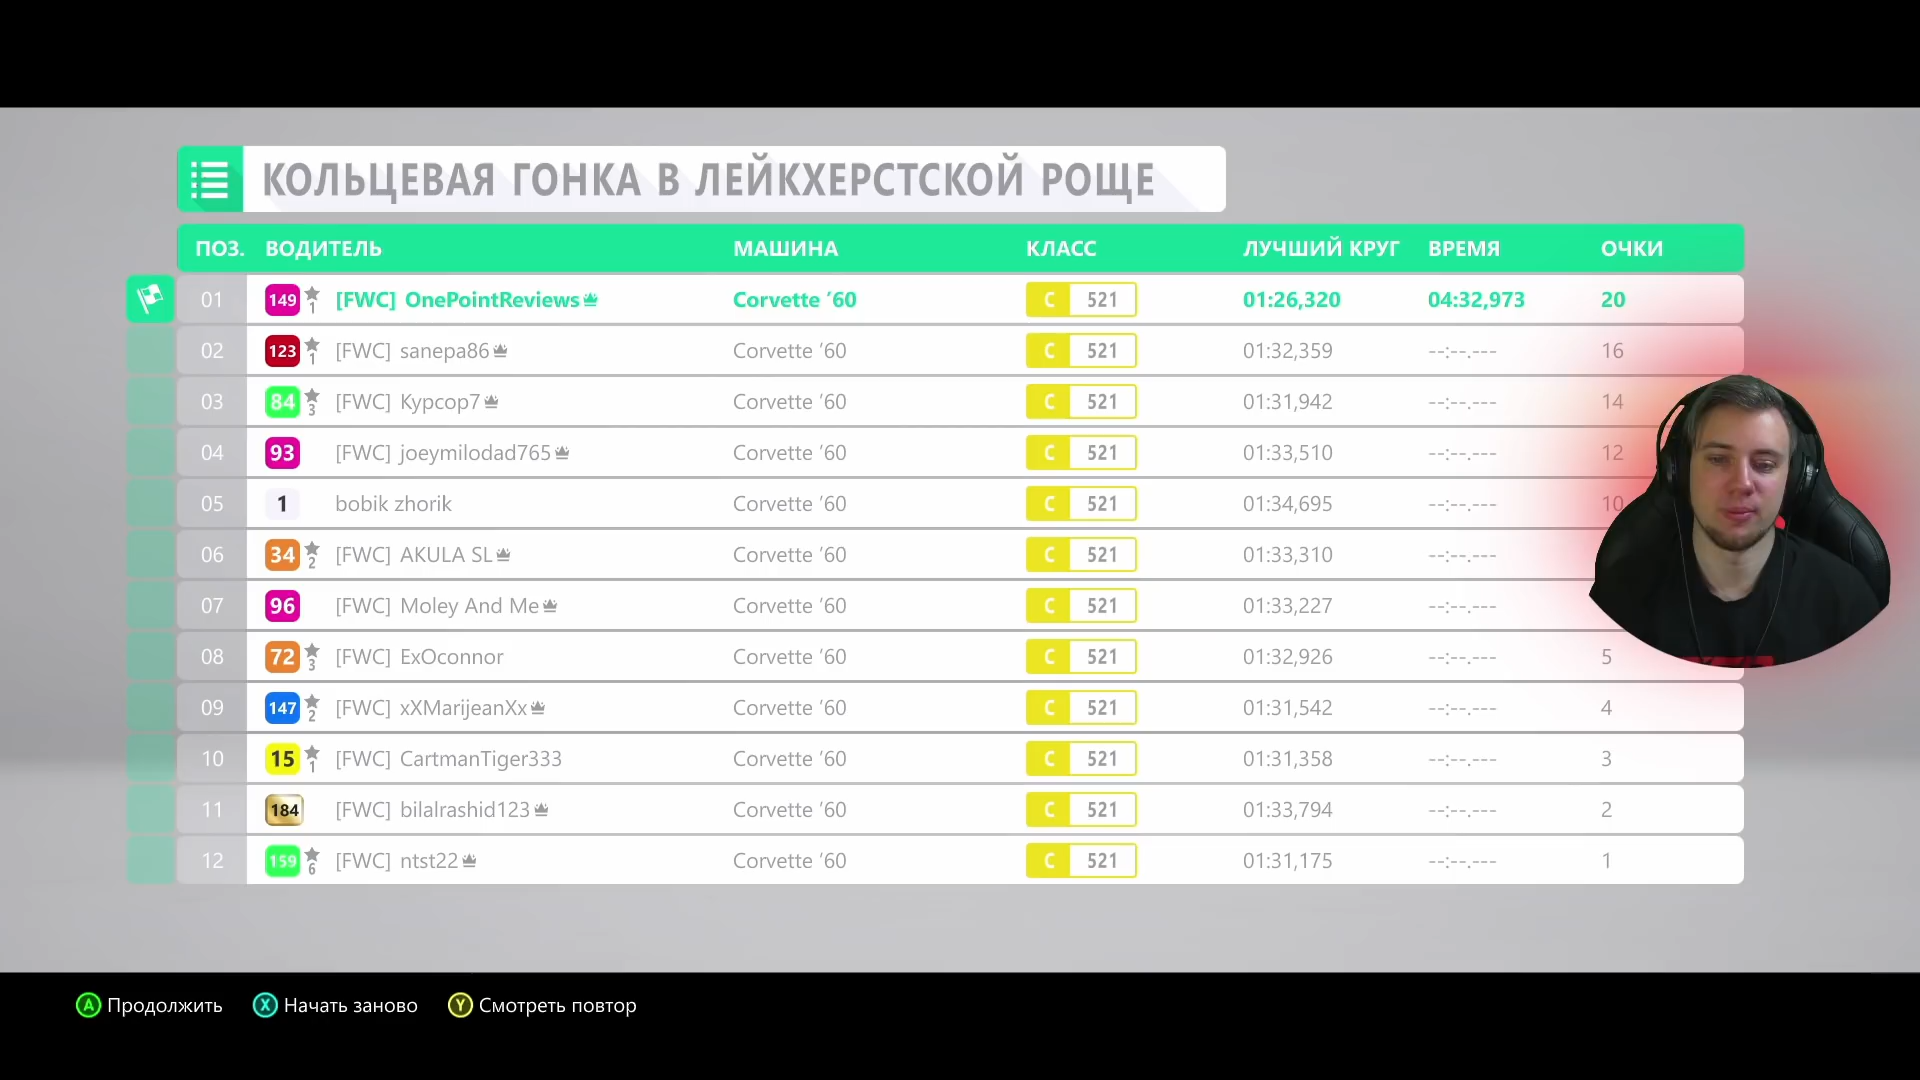 КОЛЬЦЕВАЯ ГОНКА В ЛЕЙКХЕРСТСКОЙ РОЩЕ
ПОЗ. ВОДИТЕЛЬ МАШИНА КЛАСС ЛУЧШИЙ КРУГ ВРЕМЯ ОЧКИ
01 149 1 [FWC] OnePointReviews Corvette ’60 C 521 01:26,320 04:32,973 20
02 123 1 [FWC] sanepa86 Corvette ’60 C 521 01:32,359 --:--.--- 16
03 84 3 [FWC] Курсор7 Corvette ’60 C 521 01:31,942 --:--.--- 14
04 93 [FWC] joeymilodad765 Corvette ’60 C 521 01:33,510 --:--.--- 12
05 1 bobik zhorik Corvette ’60 C 521 01:34,695 --:--.--- 10
06 34 2 [FWC] AKULA SL Corvette ’60 C 521 01:33,310 --:--.---
07 96 [FWC] Moley And Me Corvette ’60 C 521 01:33,227 --:--.---
08 72 3 [FWC] ExOconnor Corvette ’60 C 521 01:32,926 --:--.--- 5
09 147 2 [FWC] xXMarijeanXx Corvette ’60 C 521 01:31,542 --:--.--- 4
10 15 1 [FWC] CartmanTiger333 Corvette ’60 C 521 01:31,358 --:--.--- 3
11 184 [FWC] bilalrashid123 Corvette ’60 C 521 01:33,794 --:--.--- 2
12 159 6 [FWC] ntst22 Corvette ’60 C 521 01:31,175 --:--.--- 1
A Продолжить X Начать заново Y Смотреть повтор